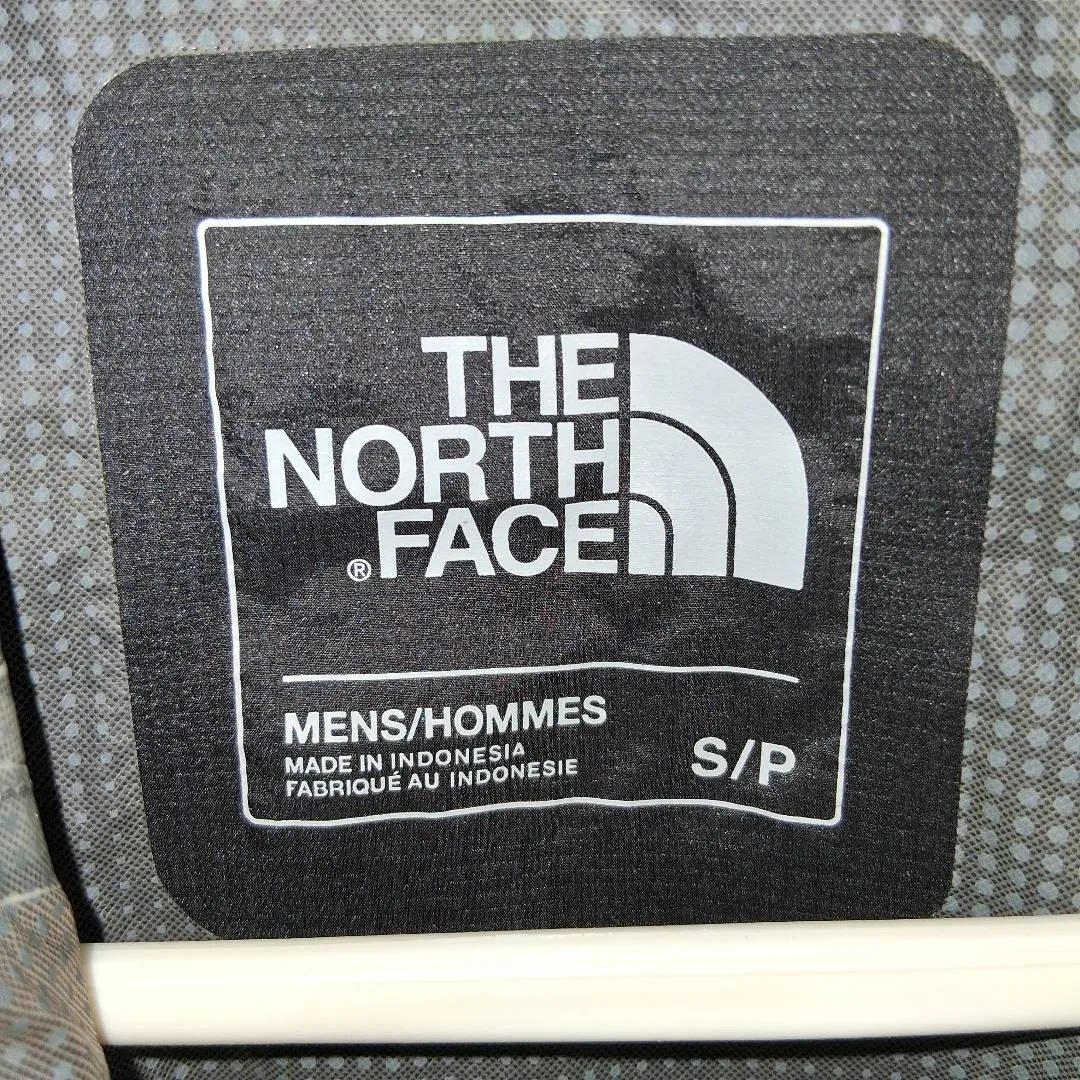 THE
NORTH
® FACE
MENS/HOMMES
MADE IN INDONESIA
FABRIQUÉ AU INDONESIE
S/P